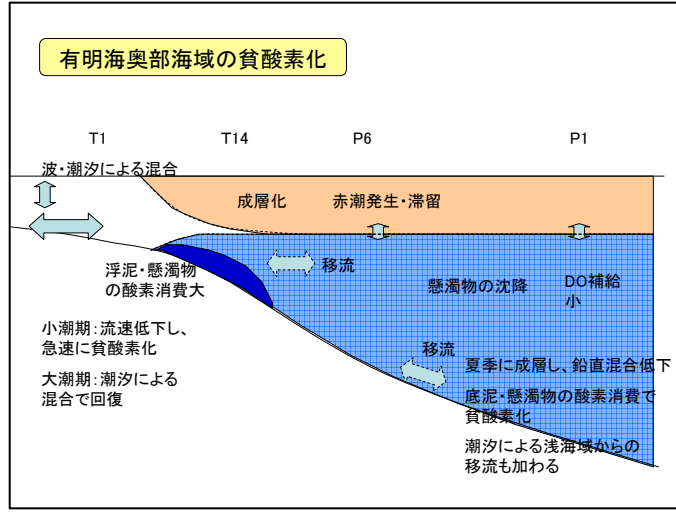 有明海奥部海域の貧酸素化
T1 T14 P6 P1
波・潮汐による混合
成層化 赤潮発生・滞留
移流
浮泥・懸濁物
の酸素消費大
懸濁物の沈降
DO補給
小
小潮期：流速低下し、
急速に貧酸素化
大潮期：潮汐による
混合で回復
移流
夏季に成層し、鉛直混合低下
底泥・懸濁物の酸素消費で
貧酸素化
潮汐による浅海域からの
移流も加わる